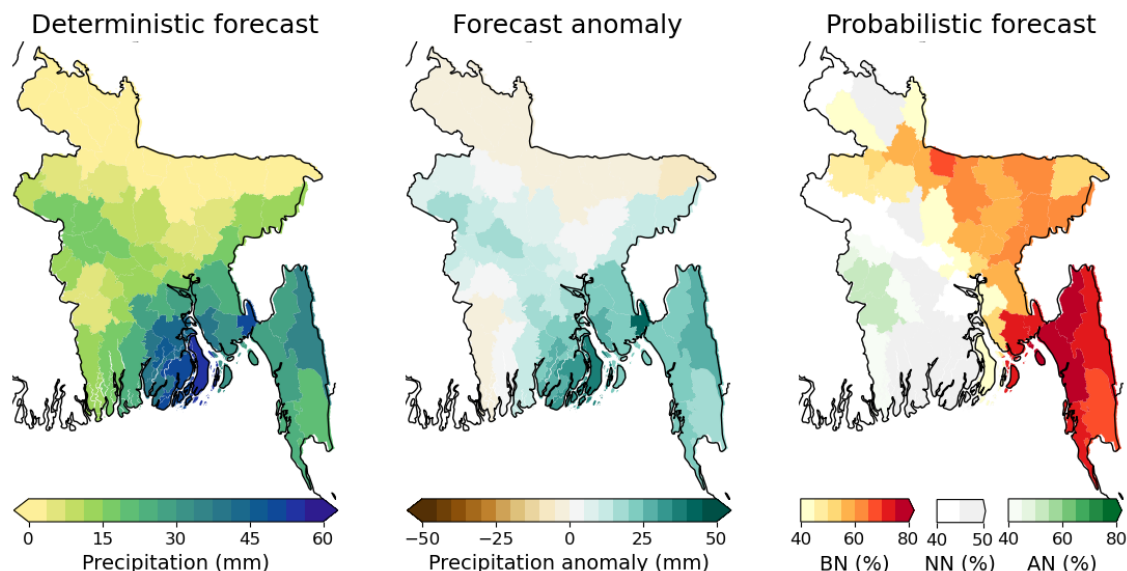 Deterministic forecast
Forecast anomaly
Probabilistic forecast
0 15 30 45 60
Precipitation (mm)
−50 −25 0 25 50
Precipitation anomaly (mm)
40 60 80
BN (%)
40 50
NN (%)
40 60 80
AN (%)